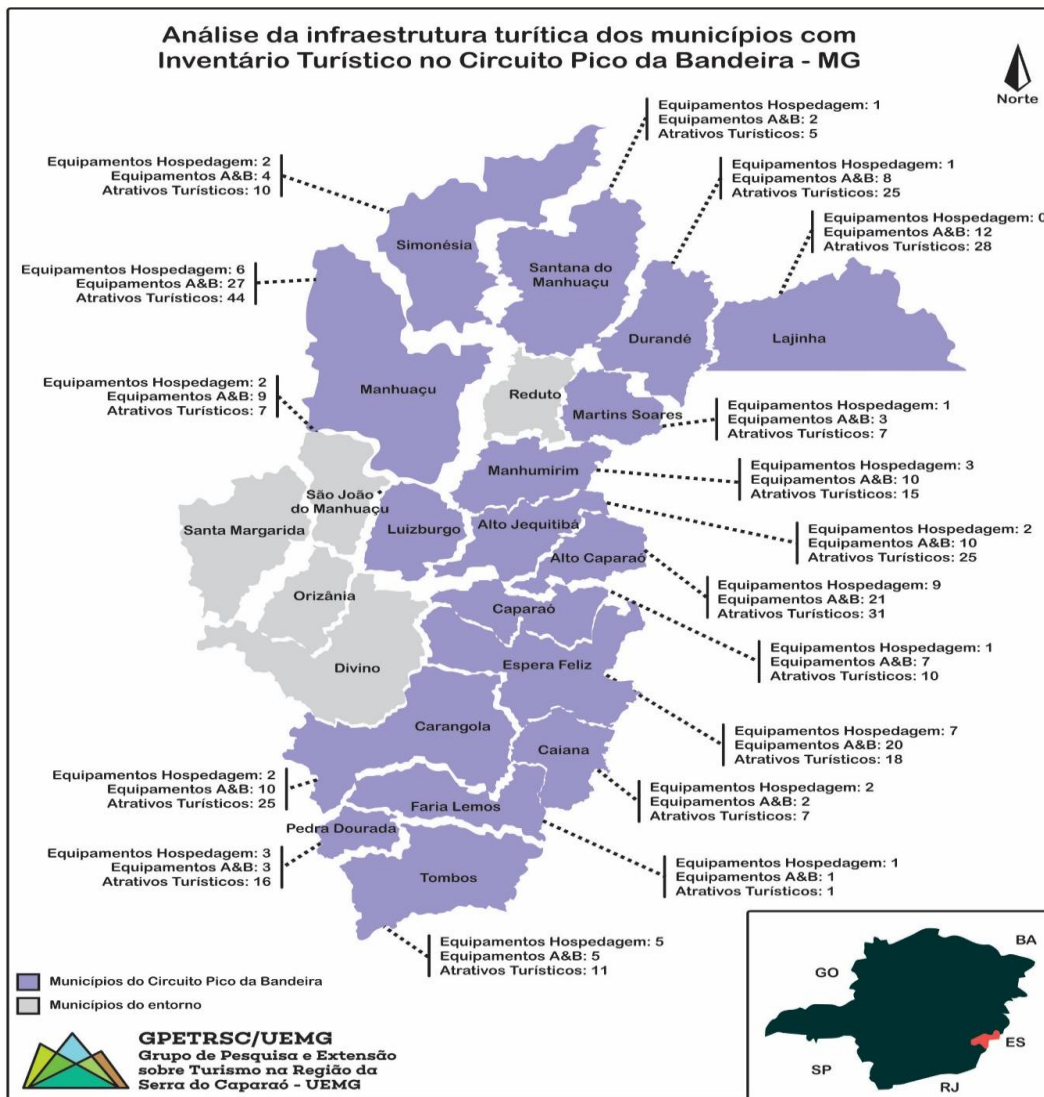 Análise da infraestrutura turítica dos municípios com
Inventário Turístico no Circuito Pico da Bandeira - MG
Norte
Equipamentos Hospedagem: 1
Equipamentos A&B: 2
Atrativos Turísticos: 5
Equipamentos Hospedagem: 2
Equipamentos A&B: 4
Atrativos Turísticos: 10
Equipamentos Hospedagem: 1
Equipamentos A&B: 8
Atrativos Turísticos: 25
Equipamentos Hospedagem: 0
Equipamentos A&B: 12
Atrativos Turísticos: 28
Simonésia
Santana do
Manhuaçu
Equipamentos Hospedagem: 6
Equipamentos A&B: 27
Atrativos Turísticos: 44
Durandé
Lajinha
Manhuaçu
Reduto
Equipamentos Hospedagem: 2
Equipamentos A&B: 9
Atrativos Turísticos: 7
Martins Soares
Equipamentos Hospedagem: 1
Equipamentos A&B: 3
Atrativos Turísticos: 7
Manhumirim
Equipamentos Hospedagem: 3
Equipamentos A&B: 10
Atrativos Turísticos: 15
São João
do Manhuaçu
Santa Margarida
Luizburgo
Alto Jequitibá
Equipamentos Hospedagem: 2
Equipamentos A&B: 10
Atrativos Turísticos: 25
Alto Caparaó
Equipamentos Hospedagem: 9
Equipamentos A&B: 21
Atrativos Turísticos: 31
Orizânia
Caparaó
Equipamentos Hospedagem: 1
Equipamentos A&B: 7
Atrativos Turísticos: 10
Divino
Espera Feliz
Equipamentos Hospedagem: 7
Equipamentos A&B: 20
Atrativos Turísticos: 18
Carangola
Caiana
Equipamentos Hospedagem: 2
Equipamentos A&B: 10
Atrativos Turísticos: 25
Equipamentos Hospedagem: 2
Equipamentos A&B: 2
Atrativos Turísticos: 7
Faria Lemos
Pedra Dourada
Equipamentos Hospedagem: 3
Equipamentos A&B: 3
Atrativos Turísticos: 16
Equipamentos Hospedagem: 1
Equipamentos A&B: 1
Atrativos Turísticos: 1
Tombos
Equipamentos Hospedagem: 5
Equipamentos A&B: 5
Atrativos Turísticos: 11
Municípios do Circuito Pico da Bandeira
Municípios do entorno
GPETRSC/UEMG
Grupo de Pesquisa e Extensão
sobre Turismo na Região da
Serra do Caparaó - UEMG
BA
GO
ES
SP
RJ